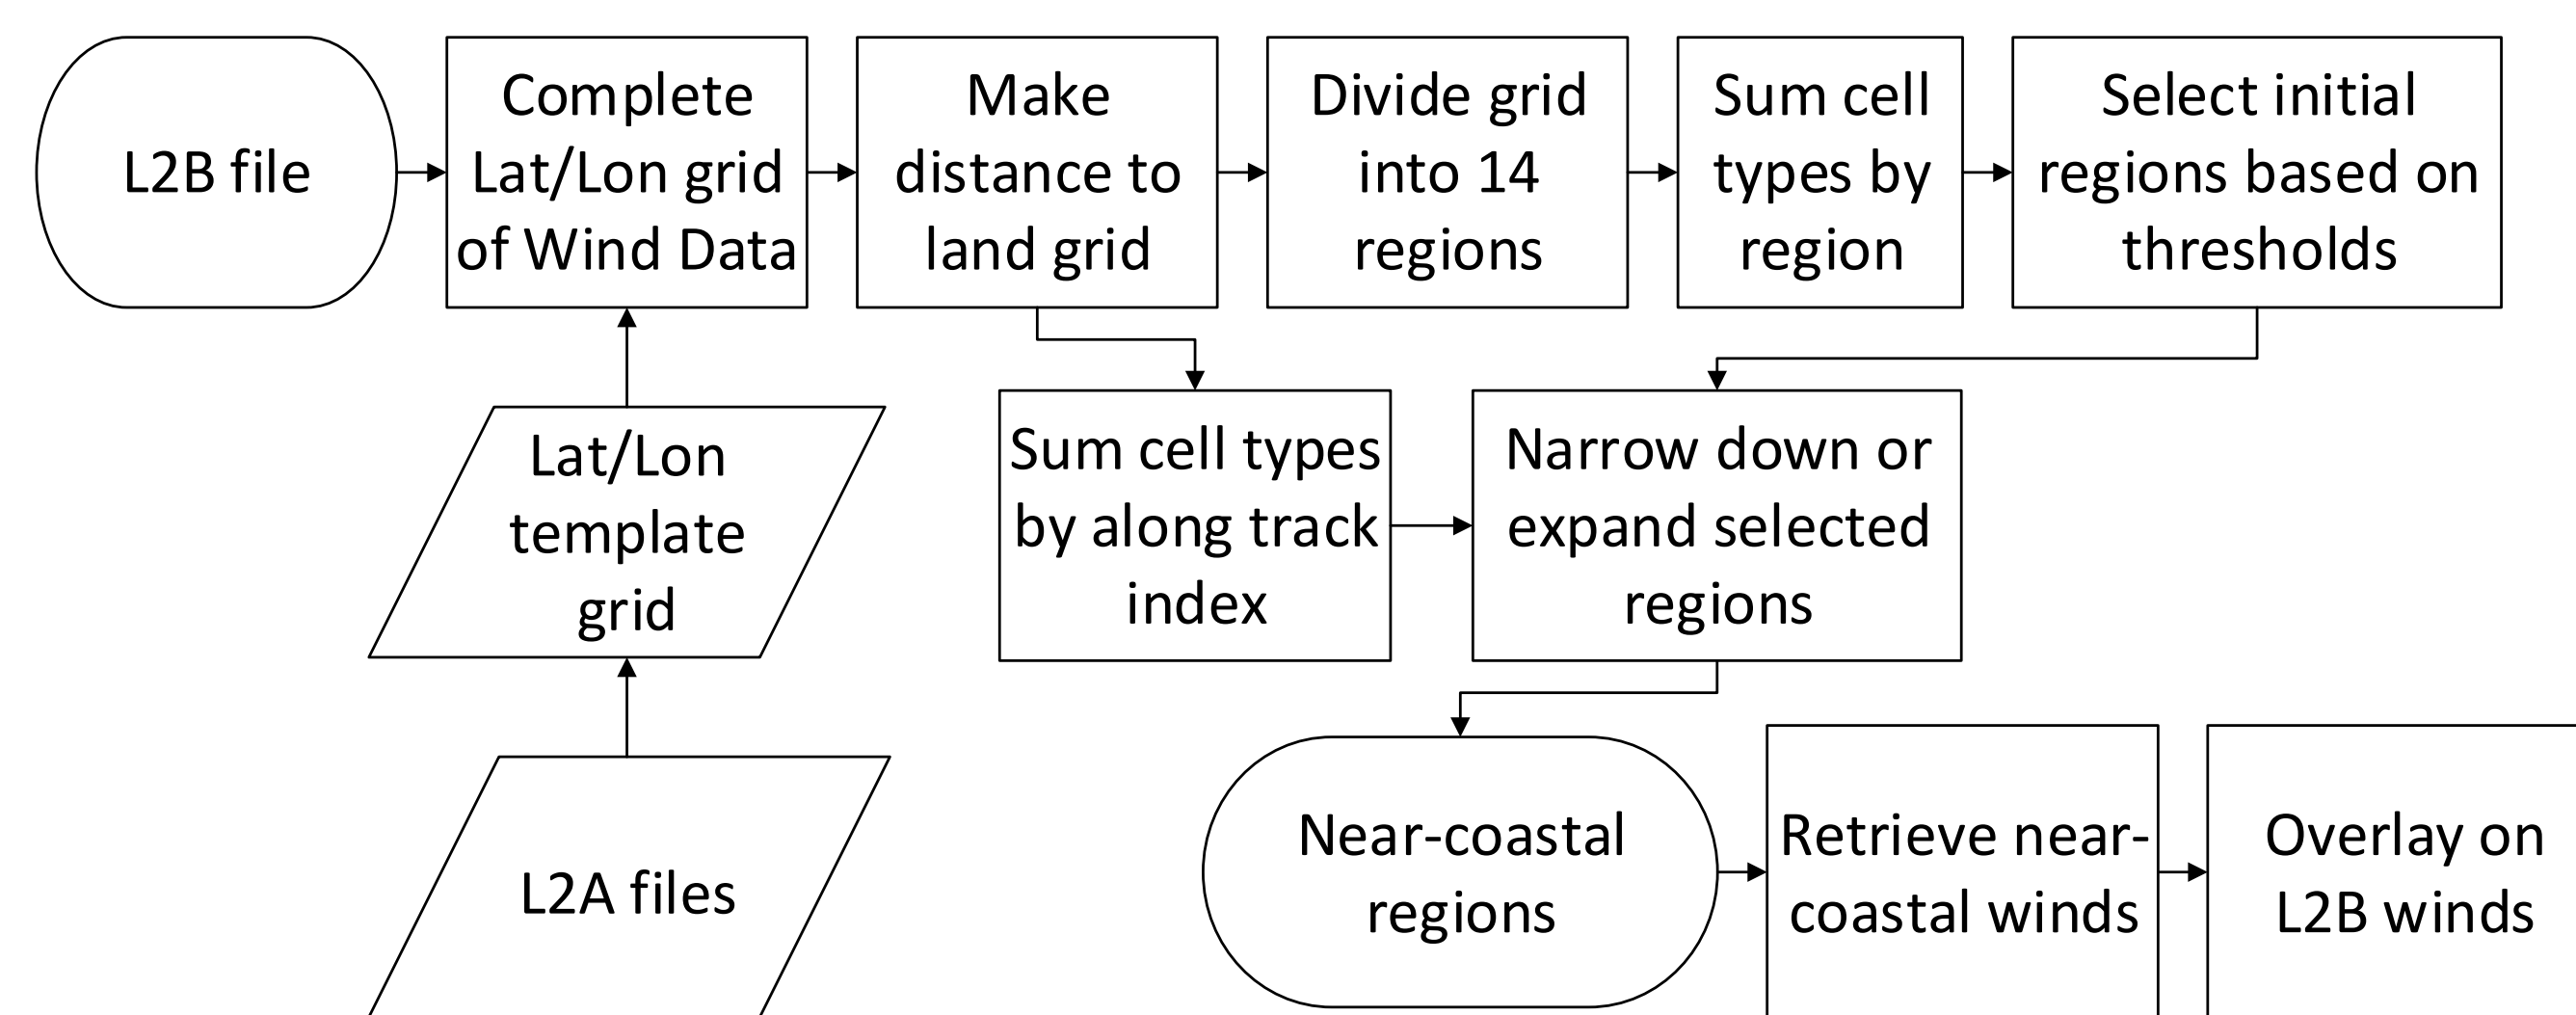 L2B file
Complete
Lat/Lon grid
of Wind Data
Make
distance to
land grid
Divide grid
into 14
regions
Sum cell
types by
region
Select initial
regions based on
thresholds
Lat/Lon
template
grid
Sum cell types
by along track
index
Narrow down or
expand selected
regions
L2A files
Near-coastal
regions
Retrieve near-
coastal winds
Overlay on
L2B winds